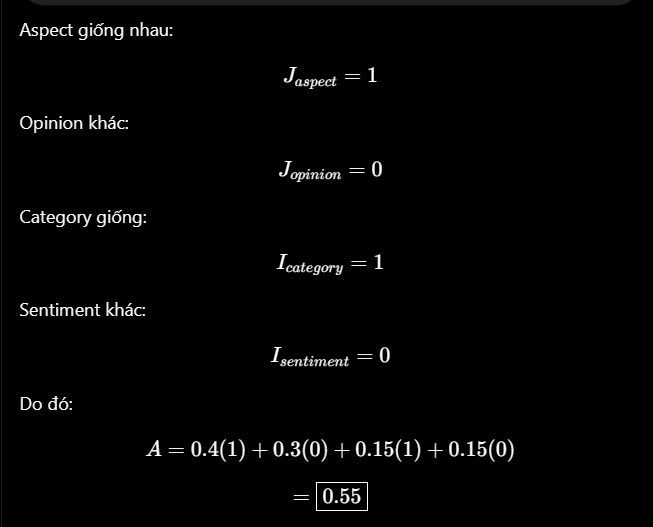 Aspect giống nhau:
J_{aspect} = 1
Opinion khác:
J_{opinion} = 0
Category giống:
I_{category} = 1
Sentiment khác:
I_{sentiment} = 0
Do đó:
A = 0.4(1) + 0.3(0) + 0.15(1) + 0.15(0)
= 0.55